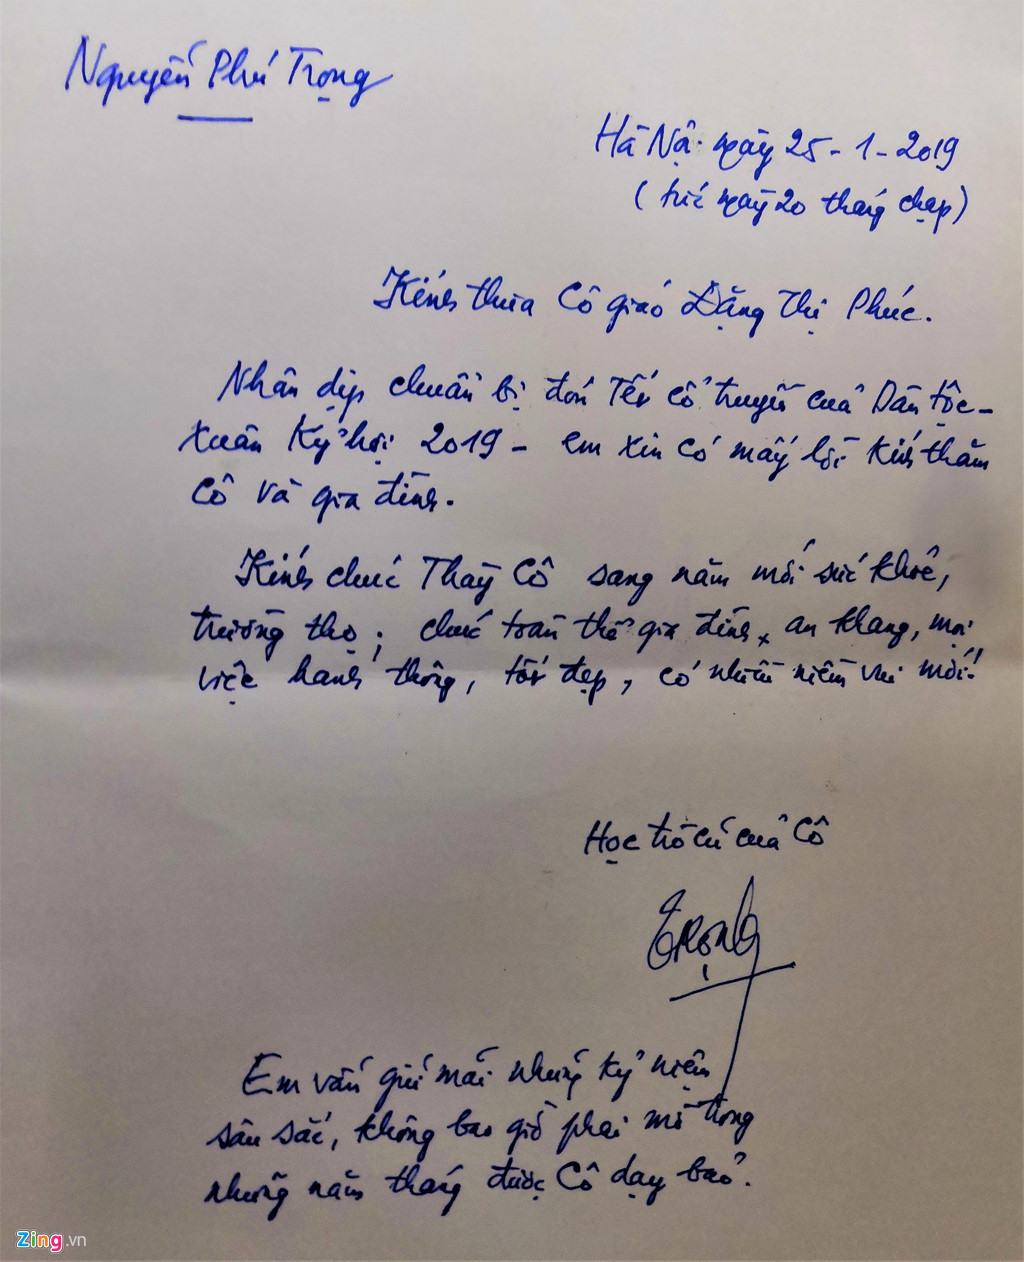 Nguyễn Phú Trọng
Hà Nội ngày 25-1-2019
(tức ngày 20 tháng chạp)
Kính thưa Cô giáo Đặng Thị Phúc.
Nhân dịp chuẩn bị đón Tết cổ truyền của Dân tộc-
Xuân Kỷ hợi 2019 - em xin có mấy lời kính thăm
Cô và gia đình.
Kính chúc Thầy Cô sang năm mới sức khoẻ,
trường thọ; chúc toàn thể gia đình, an khang, mọi
việc hanh thông, tốt đẹp, có nhiều niềm vui mới!
Học trò cũ của Cô
Trọng
Em vẫn giữ mãi những kỷ niệm
sâu sắc, không bao giờ phai mờ trong
những năm tháng được Cô dạy bảo.
Zing.vn